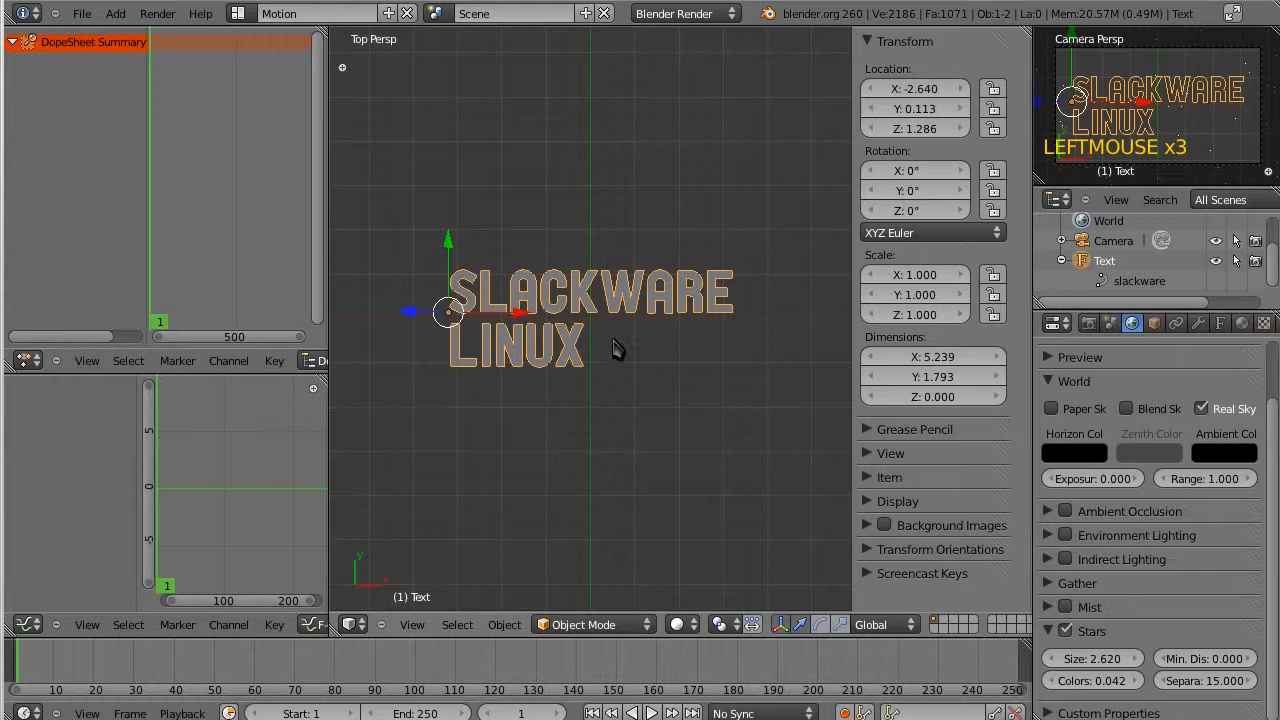 File Add Render Help Motion Scene Blender Render blender.org 260 | Ve:2186 | Fa:1071 | Ob:1-2 | La:0 | Mem:20.57M (0.49M) | Text
DopeSheet Summary
1
500
View Select Marker Channel Key
5
0
-5
1
100 200
View Select Marker Channel Key
Top Persp
SLACKWARE
LINUX
y
x
(1) Text
View Select Object Object Mode Global
Transform
Location:
X: -2.640
Y: 0.113
Z: 1.286
Rotation:
X: 0°
Y: 0°
Z: 0°
XYZ Euler
Scale:
X: 1.000
Y: 1.000
Z: 1.000
Dimensions:
X: 5.239
Y: 1.793
Z: 0.000
Grease Pencil
View
Item
Display
Background Images
Transform Orientations
Screencast Keys
Camera Persp
SLACKWARE
LINUX
LEFTMOUSE x3
(1) Text
View Search All Scenes
World
Camera
Text
slackware
Preview
World
Paper Sk Blend Sk Real Sky
Horizon Col Zenith Color Ambient Col
Exposur: 0.000 Range: 1.000
Ambient Occlusion
Environment Lighting
Indirect Lighting
Gather
Mist
Stars
Size: 2.620 Min. Dis: 0.000
Colors: 0.042 Separa: 15.000
Custom Properties
10 20 30 40 50 60 70 80 90 100 110 120 130 140 150 160 170 180 190 200 210 220 230 240 250
View Frame Playback Start: 1 End: 250 1 No Sync